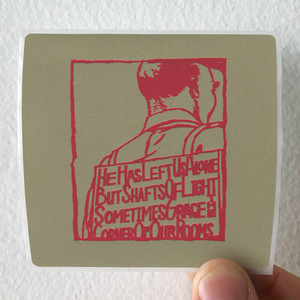 HE HAS LEFT US ALONE
BUT SHAFTS OF LIGHT
SOMETIMES GRACE THE
CORNER OF OUR ROOMS